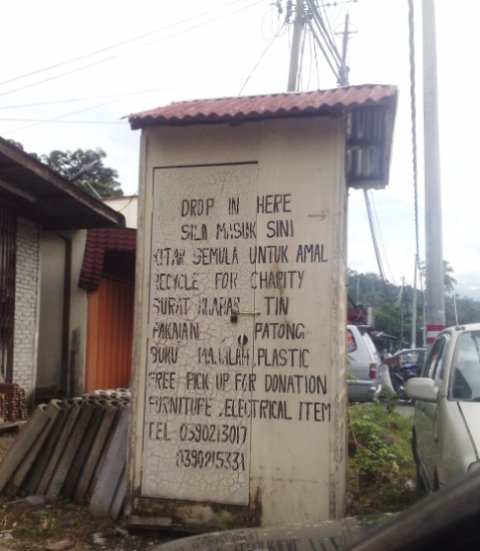 DROP IN HERE
SILA MASUK SINI
KITAR SEMULA UNTUK AMAL
RECYCLE FOR CHARITY
SURAT KHABAR TIN
PAKAIAN PATONG
BUKU MAJALAH PLASTIC
FREE PICK UP FOR DONATION
FURNITURE . ELECTRICAL ITEM
TEL 0390213017
0390215331